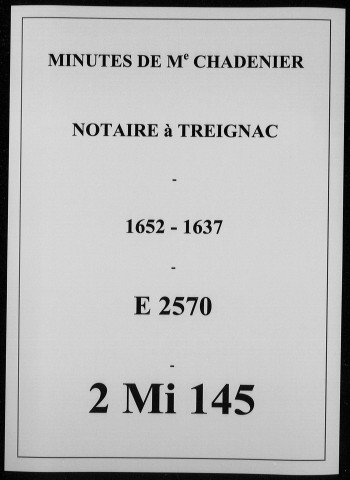 MINUTES DE Me CHADENIER
NOTAIRE à TREIGNAC
-
1652 - 1637
-
E 2570
-
2 Mi 145